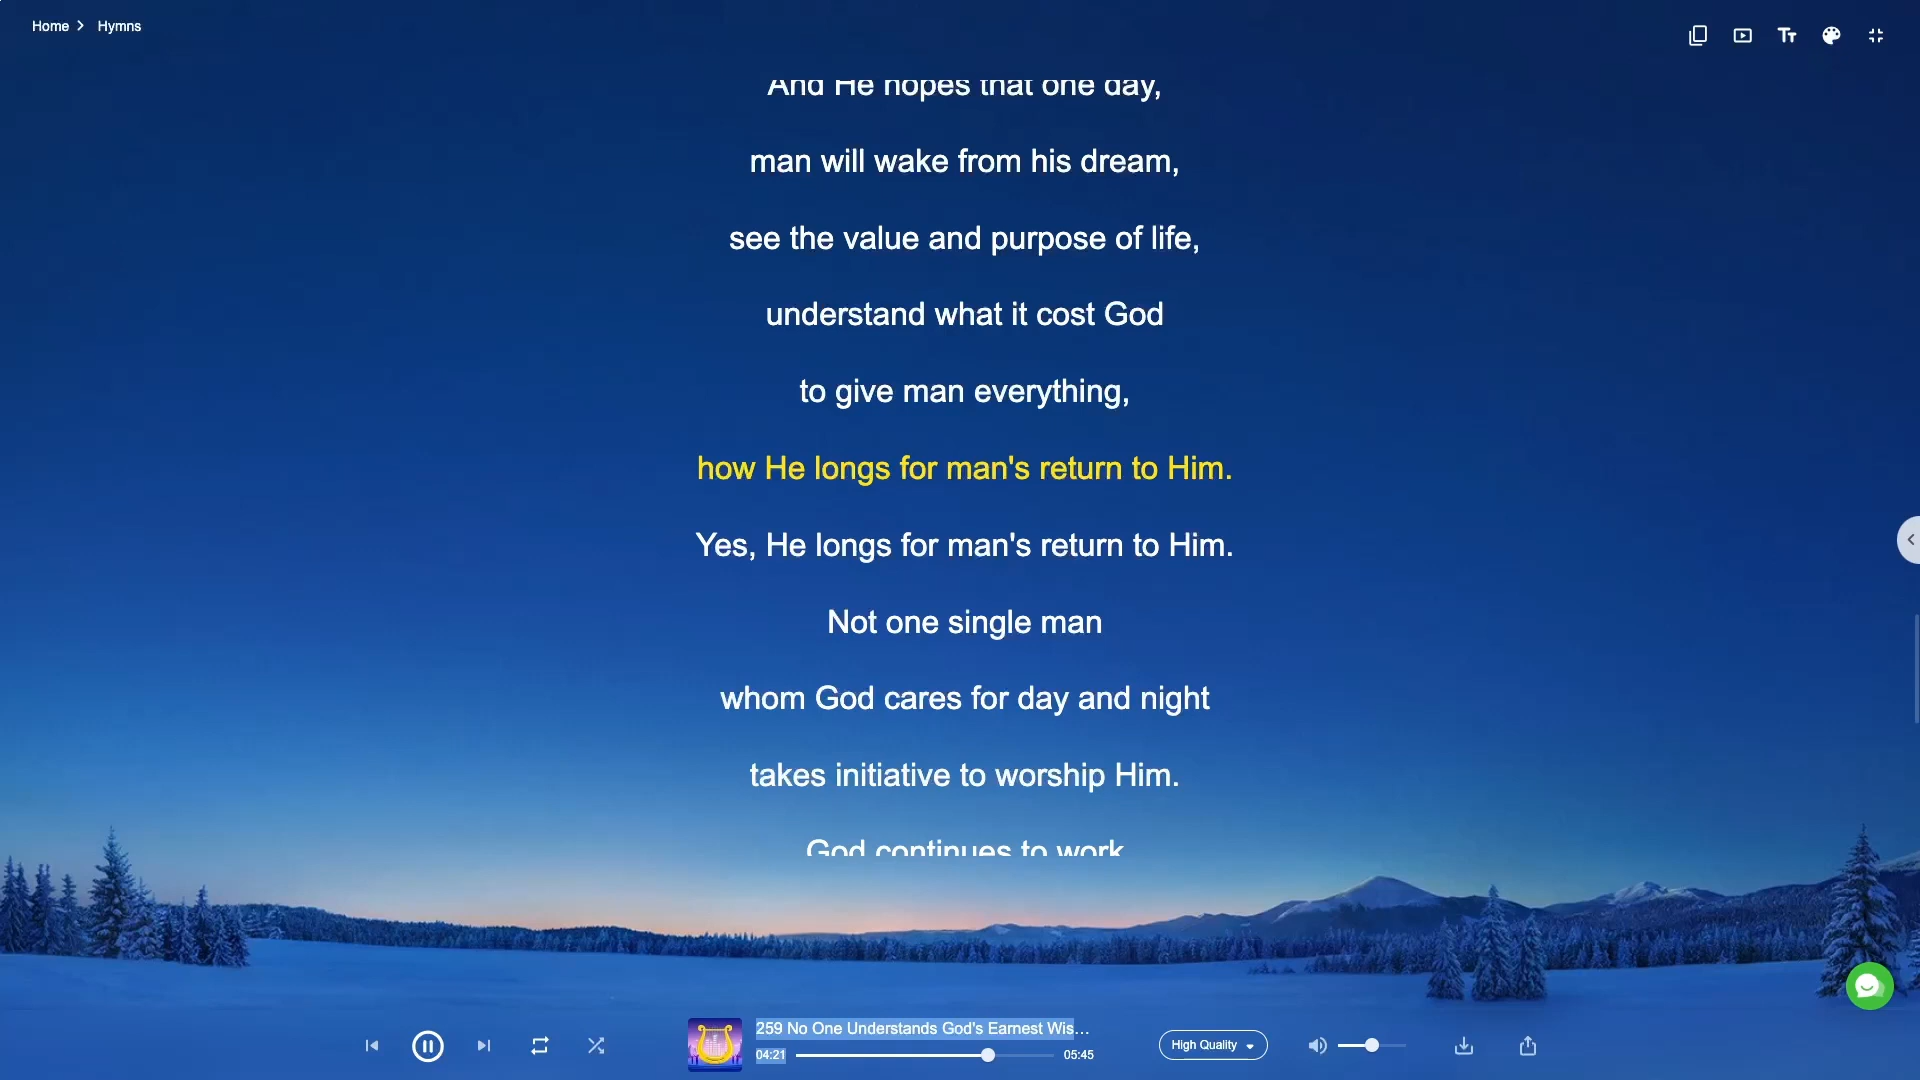 Home > Hymns
And He hopes that one day,
man will wake from his dream,
see the value and purpose of life,
understand what it cost God
to give man everything,
how He longs for man's return to Him.
Yes, He longs for man's return to Him.
Not one single man
whom God cares for day and night
takes initiative to worship Him.
God continues to work
259 No One Understands God's Earnest Wis...
04:21
05:45
High Quality